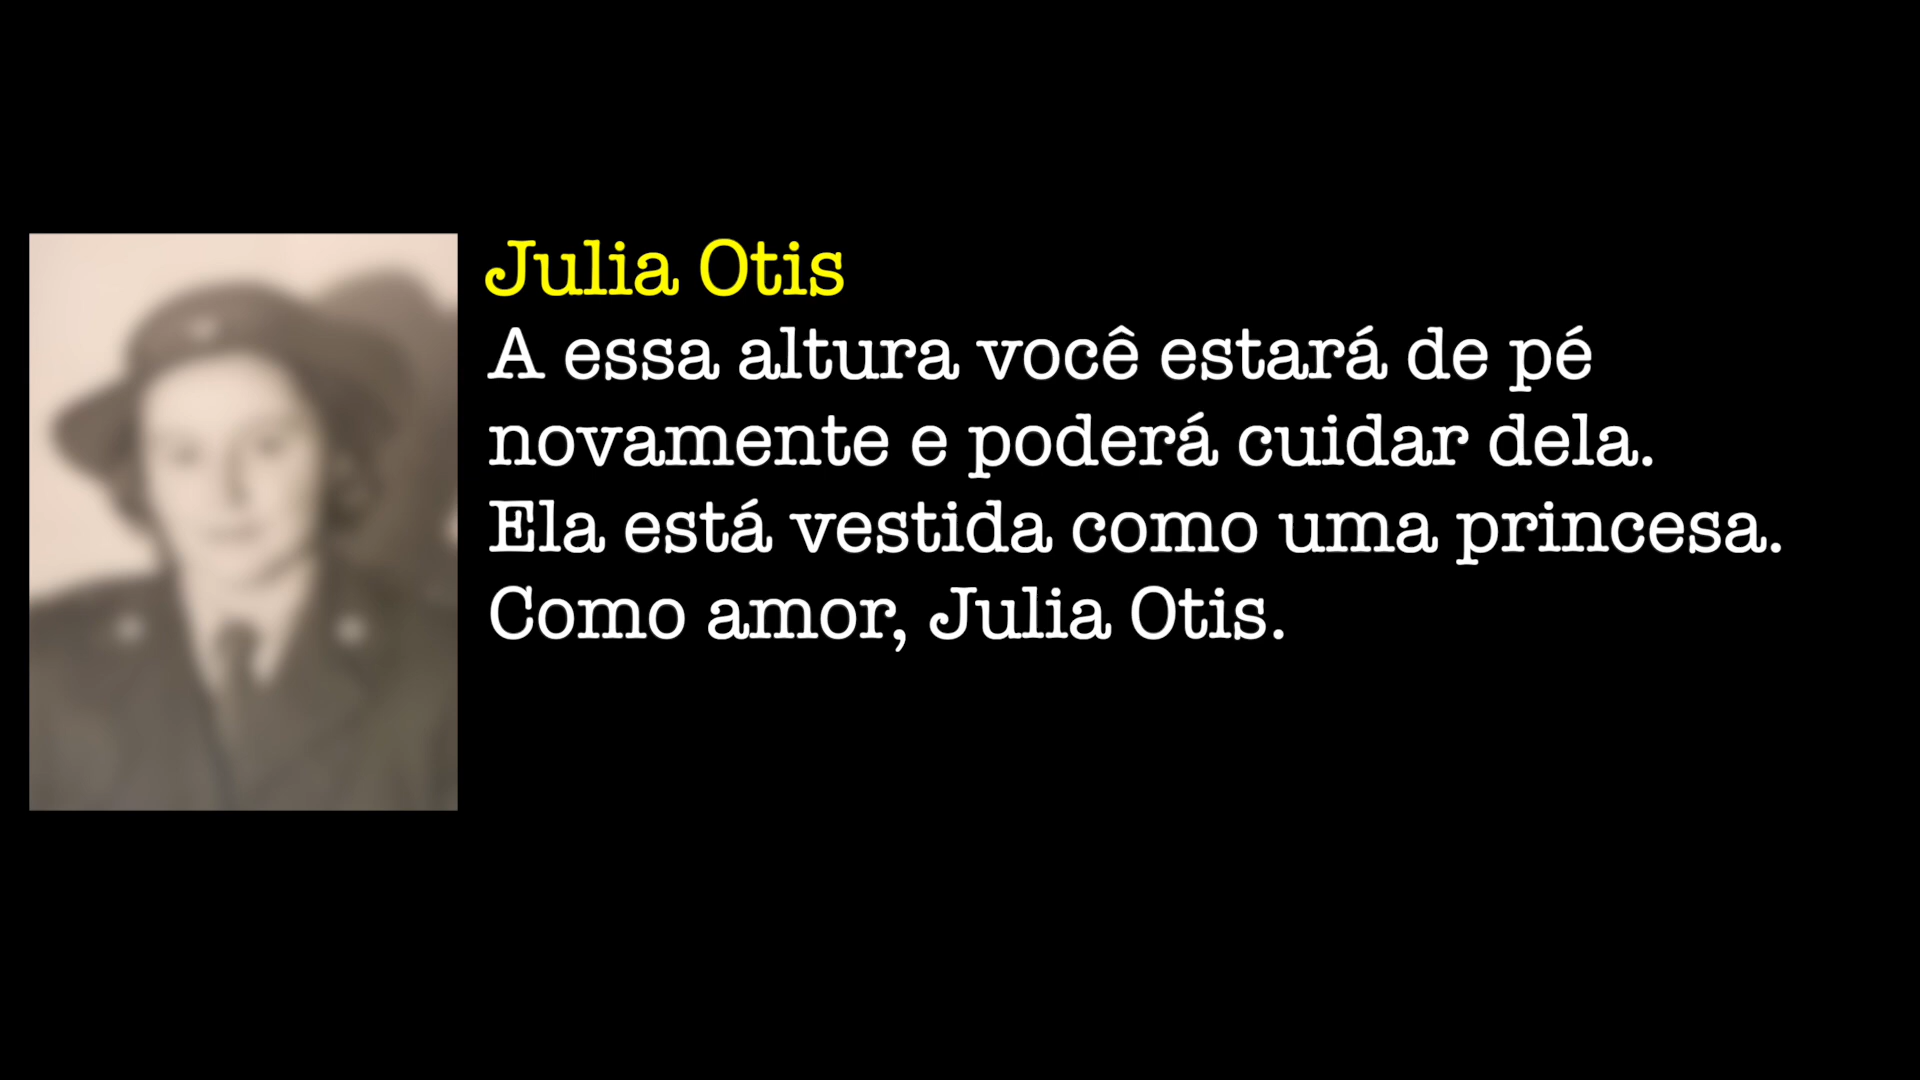 Julia Otis
A essa altura você estará de pé
novamente e poderá cuidar dela.
Ela está vestida como uma princesa.
Como amor, Julia Otis.